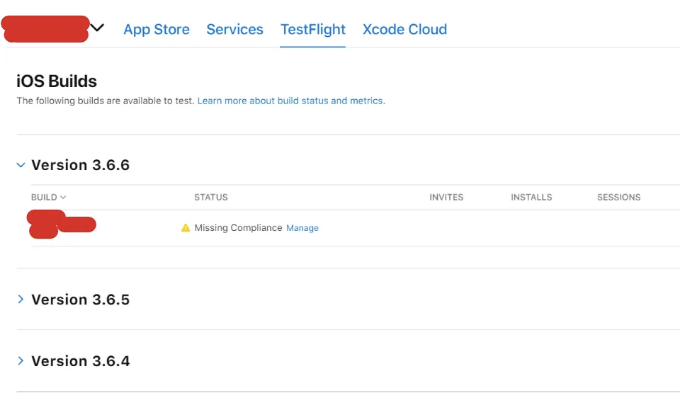 App Store Services TestFlight Xcode Cloud
iOS Builds
The following builds are available to test. Learn more about build status and metrics.
Version 3.6.6
BUILD STATUS INVITES INSTALLS SESSIONS
Missing Compliance Manage
Version 3.6.5
Version 3.6.4